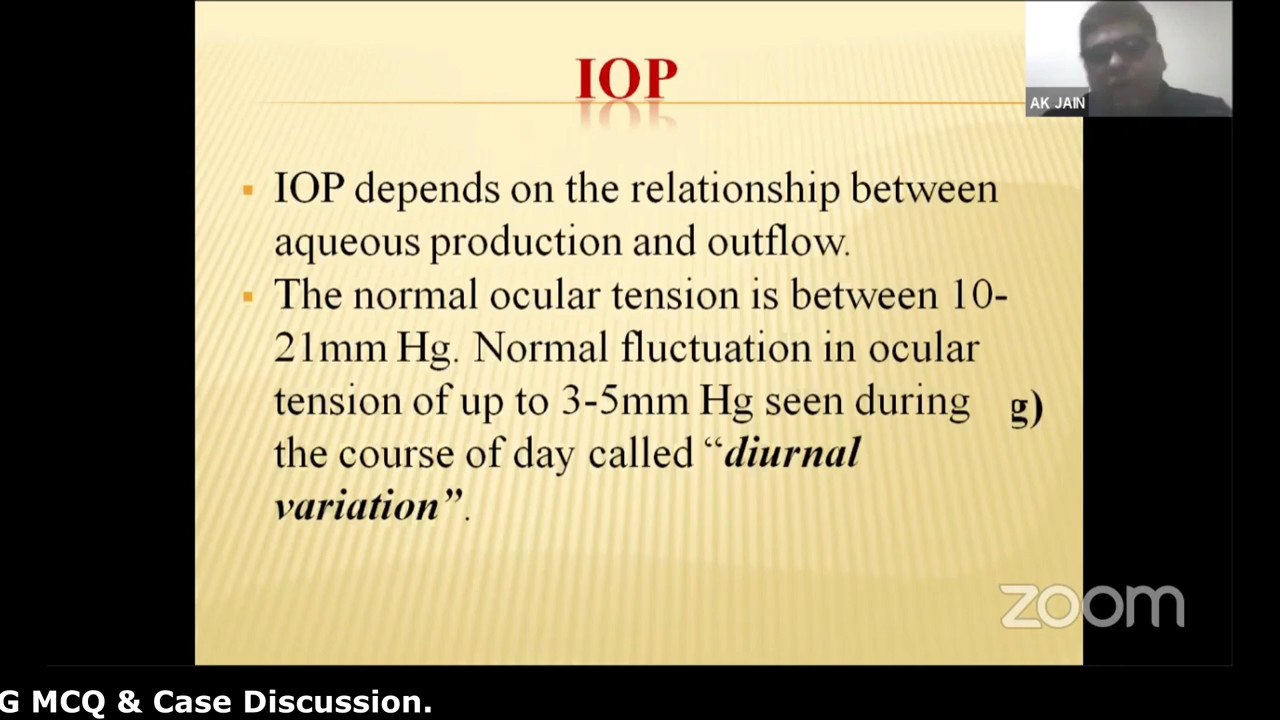 IOP
AK JAIN
▪ IOP depends on the relationship between
aqueous production and outflow.
▪ The normal ocular tension is between 10-
21mm Hg. Normal fluctuation in ocular
tension of up to 3-5mm Hg seen during
g)
the course of day called “diurnal
variation”.
zoom
G MCQ & Case Discussion.